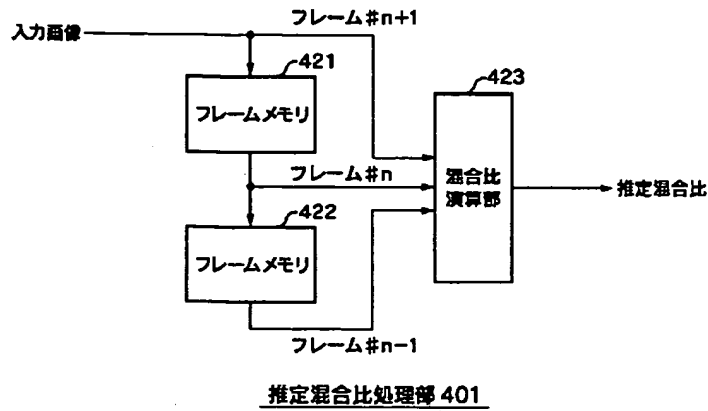 フレーム#n+1
入力画像
421
423
フレームメモリ
混合比
演算部
フレーム#n
推定混合比
422
フレームメモリ
フレーム#n-1
推定混合比処理部 401